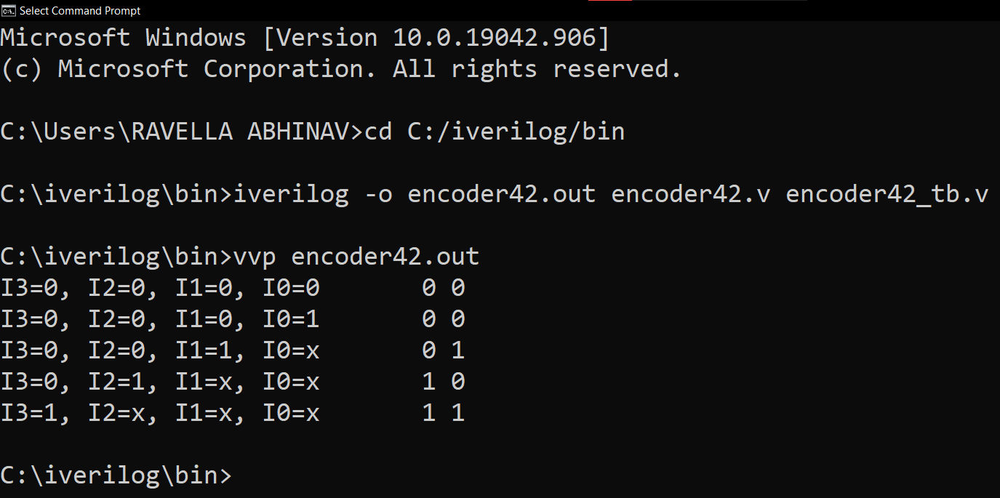 Select Command Prompt
Microsoft Windows [Version 10.0.19042.906]
(c) Microsoft Corporation. All rights reserved.
C:\Users\RAVELLA ABHINAV>cd C:/iverilog/bin
C:\iverilog\bin>iverilog -o encoder42.out encoder42.v encoder42_tb.v
C:\iverilog\bin>vvp encoder42.out
I3=0, I2=0, I1=0, I0=0       0 0
I3=0, I2=0, I1=0, I0=1       0 0
I3=0, I2=0, I1=1, I0=x       0 1
I3=0, I2=1, I1=x, I0=x       1 0
I3=1, I2=x, I1=x, I0=x       1 1
C:\iverilog\bin>